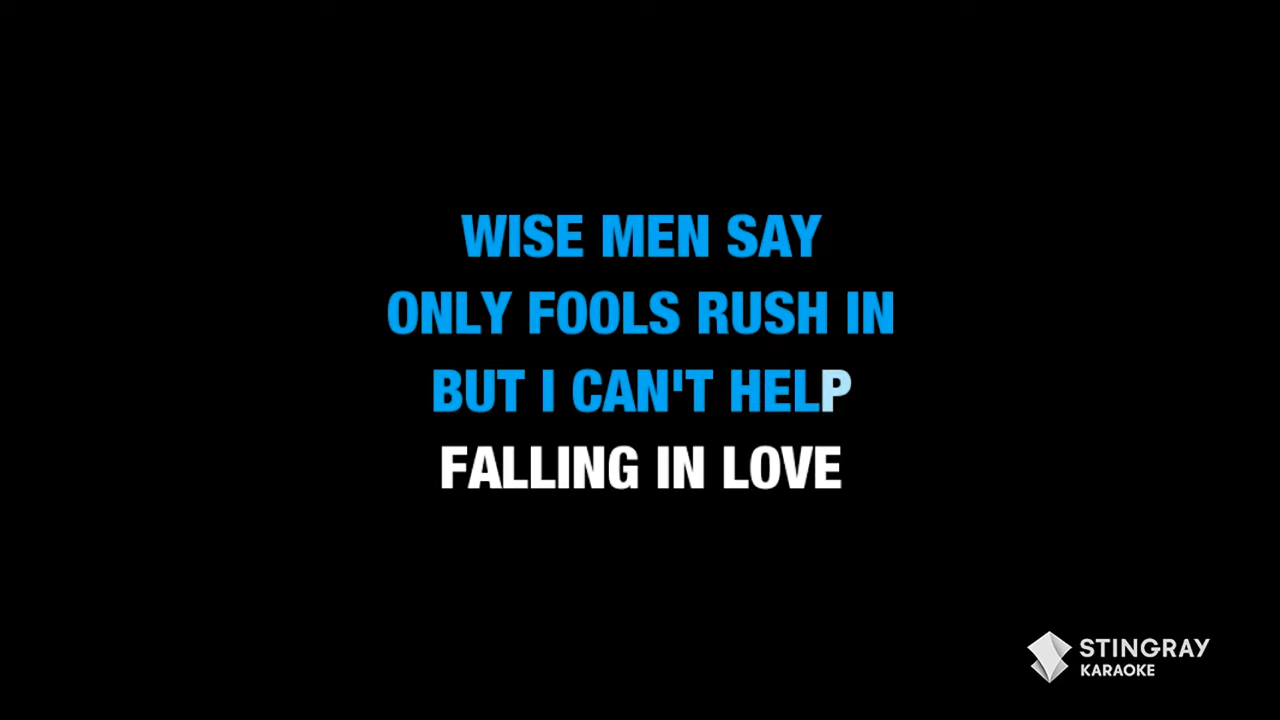 WISE MEN SAY
ONLY FOOLS RUSH IN
BUT I CAN'T HELP
FALLING IN LOVE
STINGRAY
KARAOKE